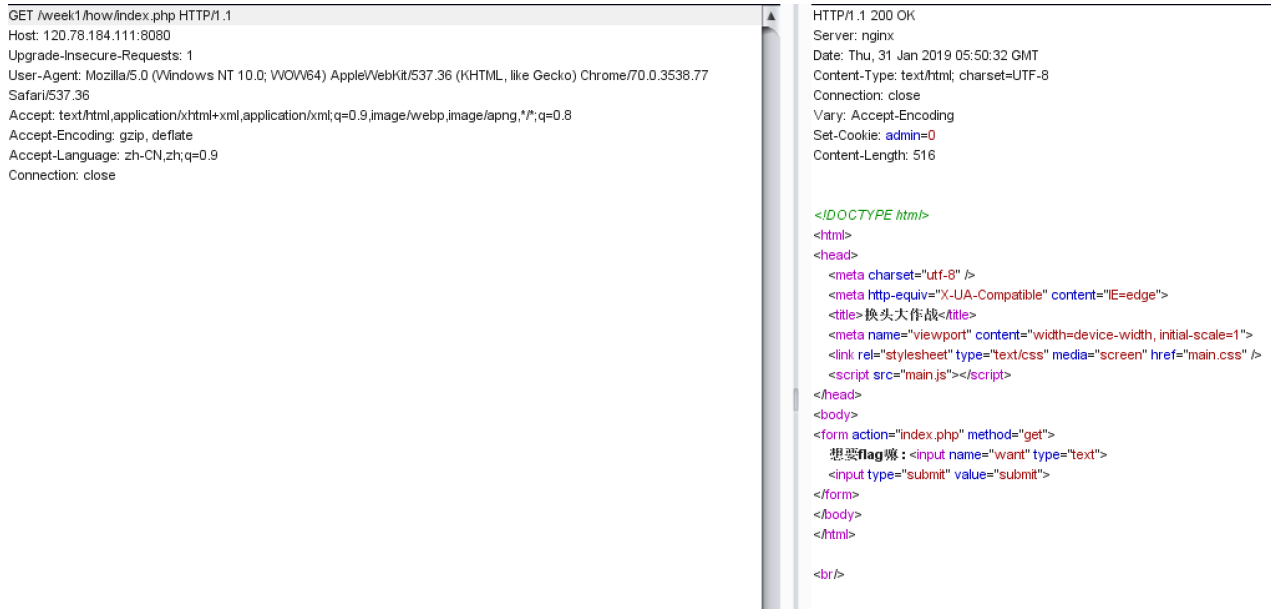 GET /week1/how/index.php HTTP/1.1
Host: 120.78.184.111:8080
Upgrade-Insecure-Requests: 1
User-Agent: Mozilla/5.0 (Windows NT 10.0; WOW64) AppleWebKit/537.36 (KHTML, like Gecko) Chrome/70.0.3538.77
Safari/537.36
Accept: text/html,application/xhtml+xml,application/xml;q=0.9,image/webp,image/apng,*/*;q=0.8
Accept-Encoding: gzip, deflate
Accept-Language: zh-CN,zh;q=0.9
Connection: close
HTTP/1.1 200 OK
Server: nginx
Date: Thu, 31 Jan 2019 05:50:32 GMT
Content-Type: text/html; charset=UTF-8
Connection: close
Vary: Accept-Encoding
Set-Cookie: admin=0
Content-Length: 516
<!DOCTYPE html>
<html>
<head>
<meta charset="utf-8" />
<meta http-equiv="X-UA-Compatible" content="IE=edge">
<title>换头大作战</title>
<meta name="viewport" content="width=device-width, initial-scale=1">
<link rel="stylesheet" type="text/css" media="screen" href="main.css" />
<script src="main.js"></script>
</head>
<body>
<form action="index.php" method="get">
想要flag嘛：<input name="want" type="text">
<input type="submit" value="submit">
</form>
</body>
</html>
<br/>